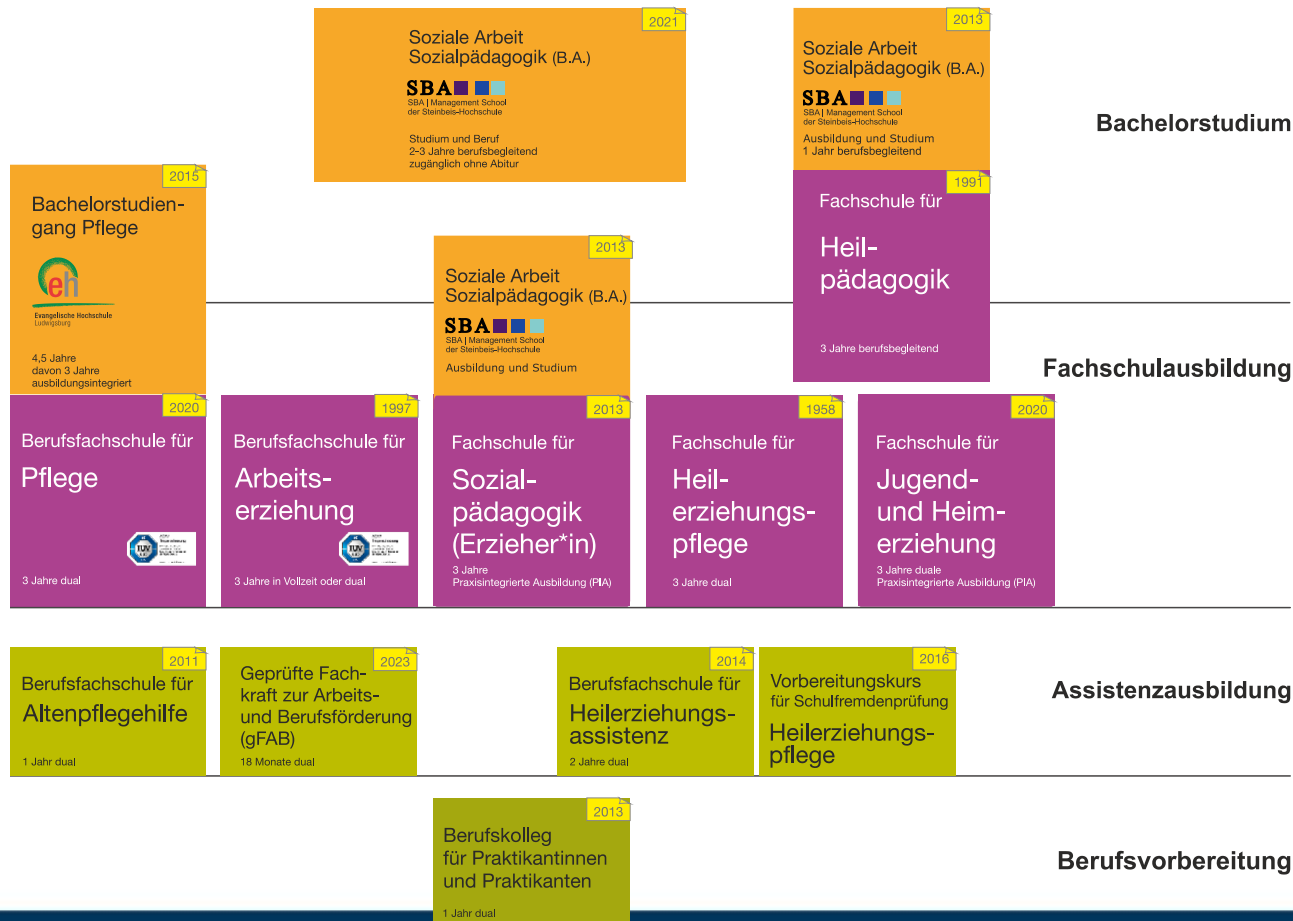 2021
Soziale Arbeit
Sozialpädagogik (B.A.)
SBA
SBA | Management School
der Steinbeis-Hochschule
Studium und Beruf
2-3 Jahre berufsbegleitend
zugänglich ohne Abitur
2013
Soziale Arbeit
Sozialpädagogik (B.A.)
SBA
SBA | Management School
der Steinbeis-Hochschule
Ausbildung und Studium
1 Jahr berufsbegleitend
Bachelorstudium
2015
Bachelorstudien-
gang Pflege
eh
Evangelische Hochschule
Ludwigsburg
4,5 Jahre
davon 3 Jahre
ausbildungsintegriert
2013
Soziale Arbeit
Sozialpädagogik (B.A.)
SBA
SBA | Management School
der Steinbeis-Hochschule
Ausbildung und Studium
1991
Fachschule für
Heil-
pädagogik
3 Jahre berufsbegleitend
Fachschulausbildung
2020
Berufsfachschule für
Pflege
TÜV
3 Jahre dual
1997
Berufsfachschule für
Arbeits-
erziehung
TÜV
3 Jahre in Vollzeit oder dual
2013
Fachschule für
Sozial-
pädagogik
(Erzieher*in)
3 Jahre
Praxisintegrierte Ausbildung (PIA)
1958
Fachschule für
Heil-
erziehungs-
pflege
3 Jahre dual
2020
Fachschule für
Jugend-
und Heim-
erziehung
3 Jahre duale
Praxisintegrierte Ausbildung (PIA)
2011
Berufsfachschule für
Altenpflegehilfe
1 Jahr dual
2023
Geprüfte Fach-
kraft zur Arbeits-
und Berufsförderung
(gFAB)
18 Monate dual
2014
Berufsfachschule für
Heilerziehungs-
assistenz
2 Jahre dual
2016
Vorbereitungskurs
für Schulfremdenprüfung
Heilerziehungs-
pflege
Assistenzausbildung
2013
Berufskolleg
für Praktikantinnen
und Praktikanten
1 Jahr dual
Berufsvorbereitung